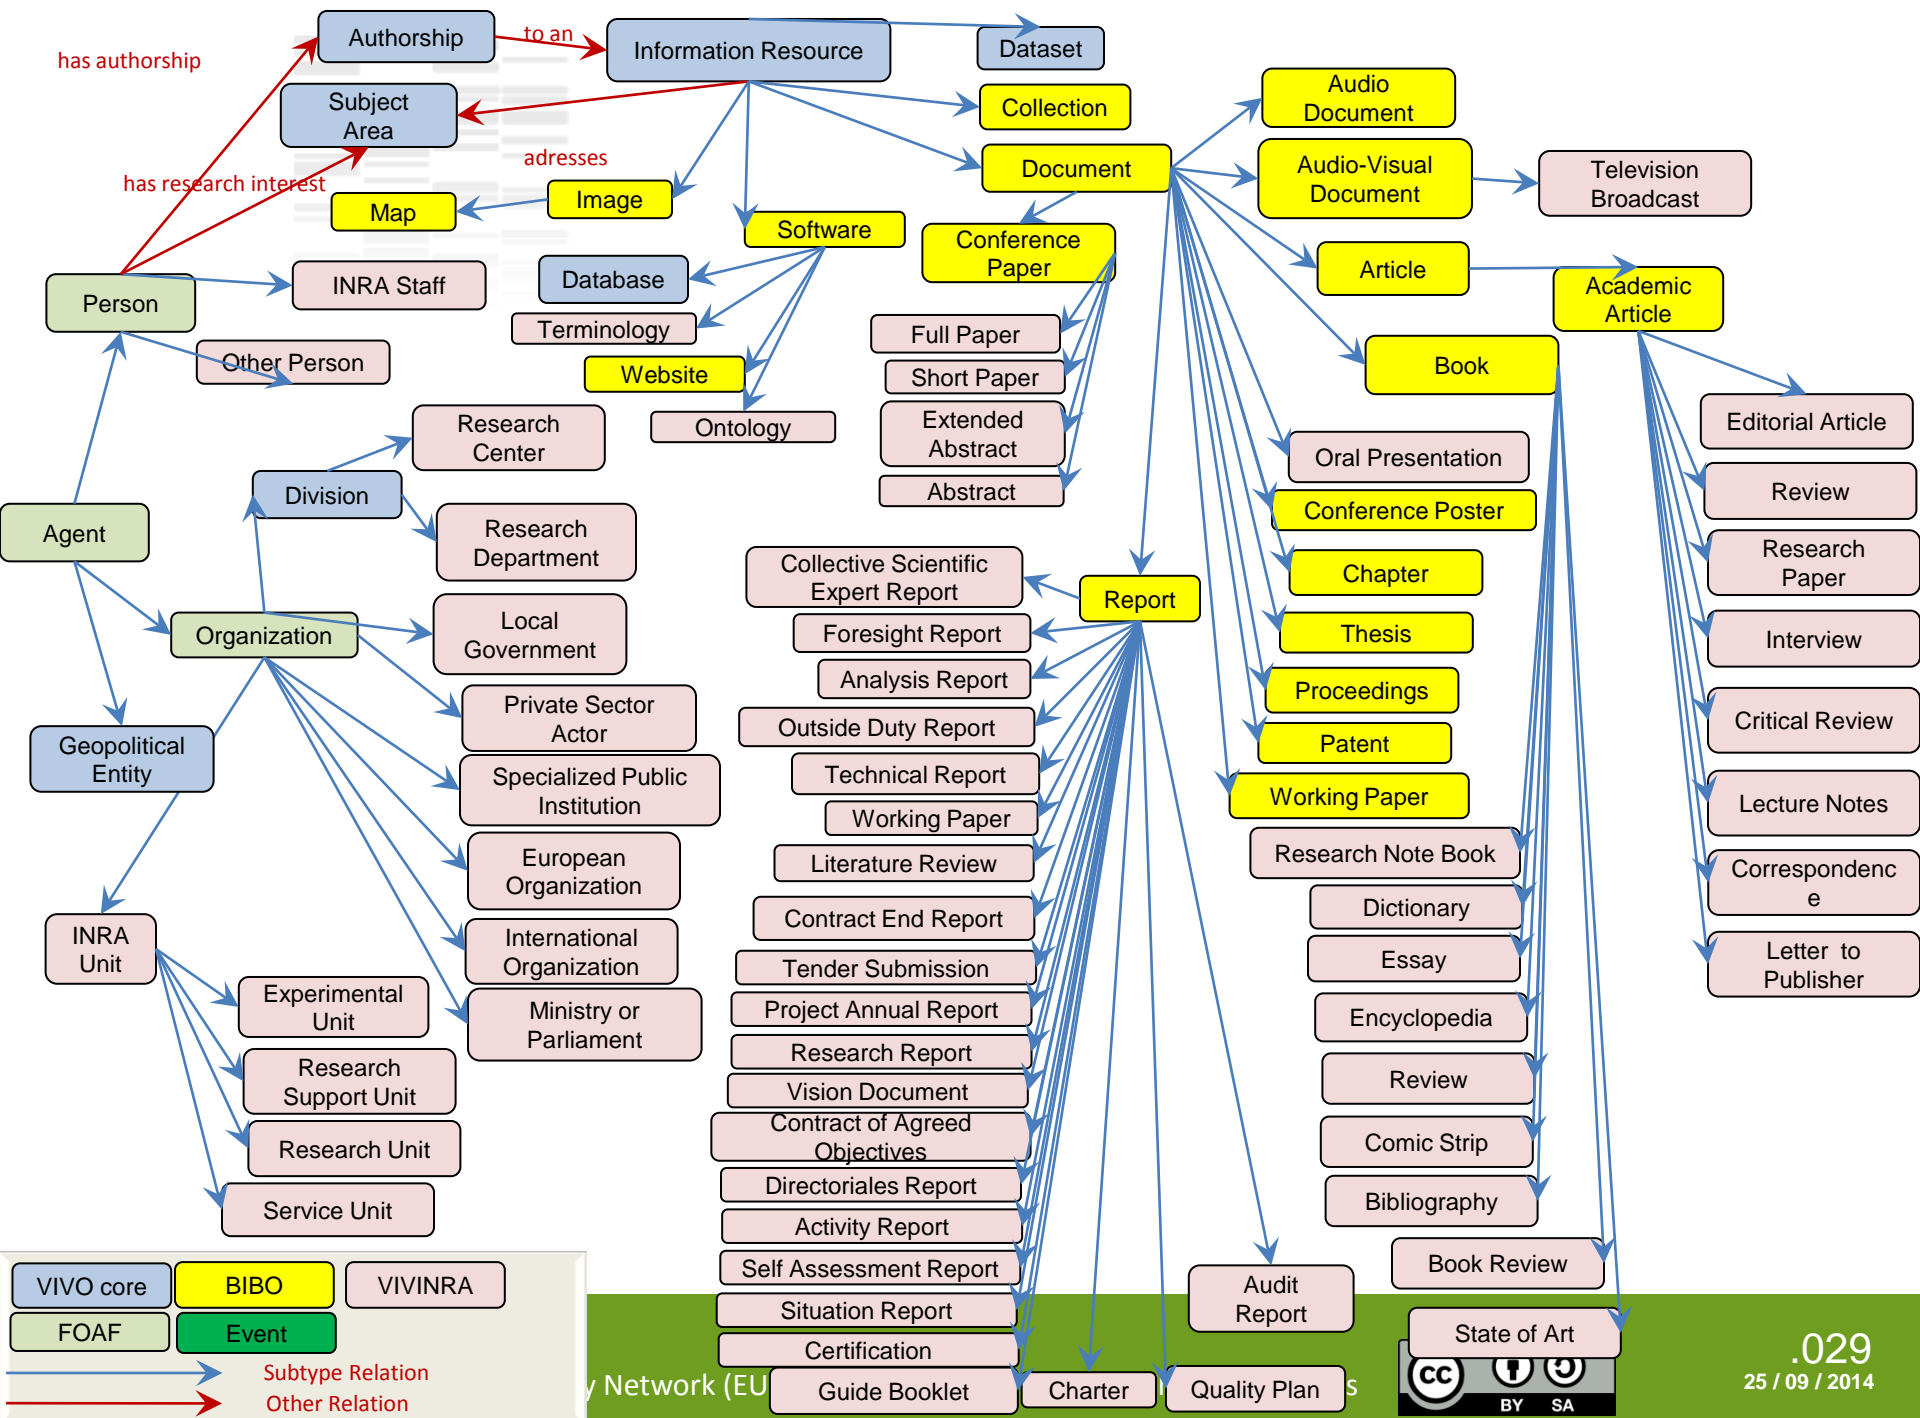 has authorship
Authorship
to an
Information Resource
Dataset
Subject
Area
Collection
Audio
Document
adresses
has research interest
Document
Audio-Visual
Document
Television
Broadcast
Map
Image
Software
Conference
Paper
Article
Academic
Article
Person
INRA Staff
Database
Terminology
Full Paper
Other Person
Website
Short Paper
Book
Ontology
Extended
Abstract
Abstract
Editorial Article
Research
Center
Division
Oral Presentation
Review
Agent
Research
Department
Conference Poster
Research
Paper
Collective Scientific
Expert Report
Report
Chapter
Organization
Local
Government
Foresight Report
Thesis
Interview
Analysis Report
Proceedings
Private Sector
Actor
Outside Duty Report
Critical Review
Geopolitical
Entity
Patent
Specialized Public
Institution
Technical Report
Working Paper
Lecture Notes
Working Paper
European
Organization
Literature Review
Research Note Book
Correspondenc
e
Contract End Report
Dictionary
INRA
Unit
International
Organization
Tender Submission
Essay
Letter to
Publisher
Experimental
Unit
Ministry or
Parliament
Project Annual Report
Encyclopedia
Research Report
Research
Support Unit
Vision Document
Review
Contract of Agreed
Objectives
Research Unit
Comic Strip
Directoriales Report
Bibliography
Service Unit
Activity Report
Self Assessment Report
Book Review
VIVO core
BIBO
VIVINRA
Situation Report
Audit
Report
FOAF
Event
Certification
State of Art
Subtype Relation
Other Relation
y Network (EU
Guide Booklet
Charter
Quality Plan
s
cc
BY SA
.029
25 / 09 / 2014